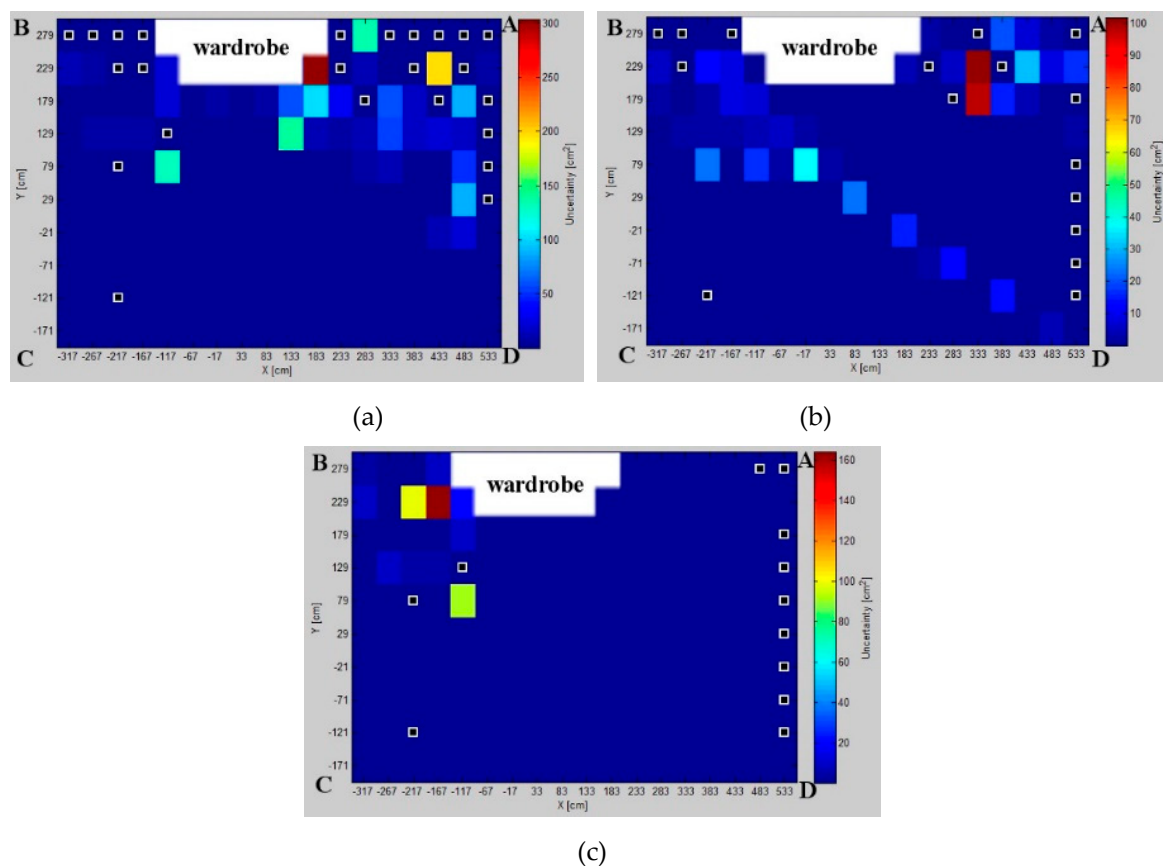 B
A
wardrobe
279
229
179
129
79
29
-21
-71
-121
-171
Y [cm]
C
D
-317 -267 -217 -167 -117 -67 -17 33 83 133 183 233 283 333 383 433 483 533
X [cm]
300
250
200
150
100
50
Uncertainty [cm²]
(a)
B
A
wardrobe
279
229
179
129
79
29
-21
-71
-121
-171
Y [cm]
C
D
-317 -267 -217 -167 -117 -67 -17 33 83 133 183 233 283 333 383 433 483 533
X [cm]
100
90
80
70
60
50
40
30
20
10
Uncertainty [cm²]
(b)
B
A
wardrobe
279
229
179
129
79
29
-21
-71
-121
-171
Y [cm]
C
D
-317 -267 -217 -167 -117 -67 -17 33 83 133 183 233 283 333 383 433 483 533
X [cm]
160
140
120
100
80
60
40
20
Uncertainty [cm²]
(c)